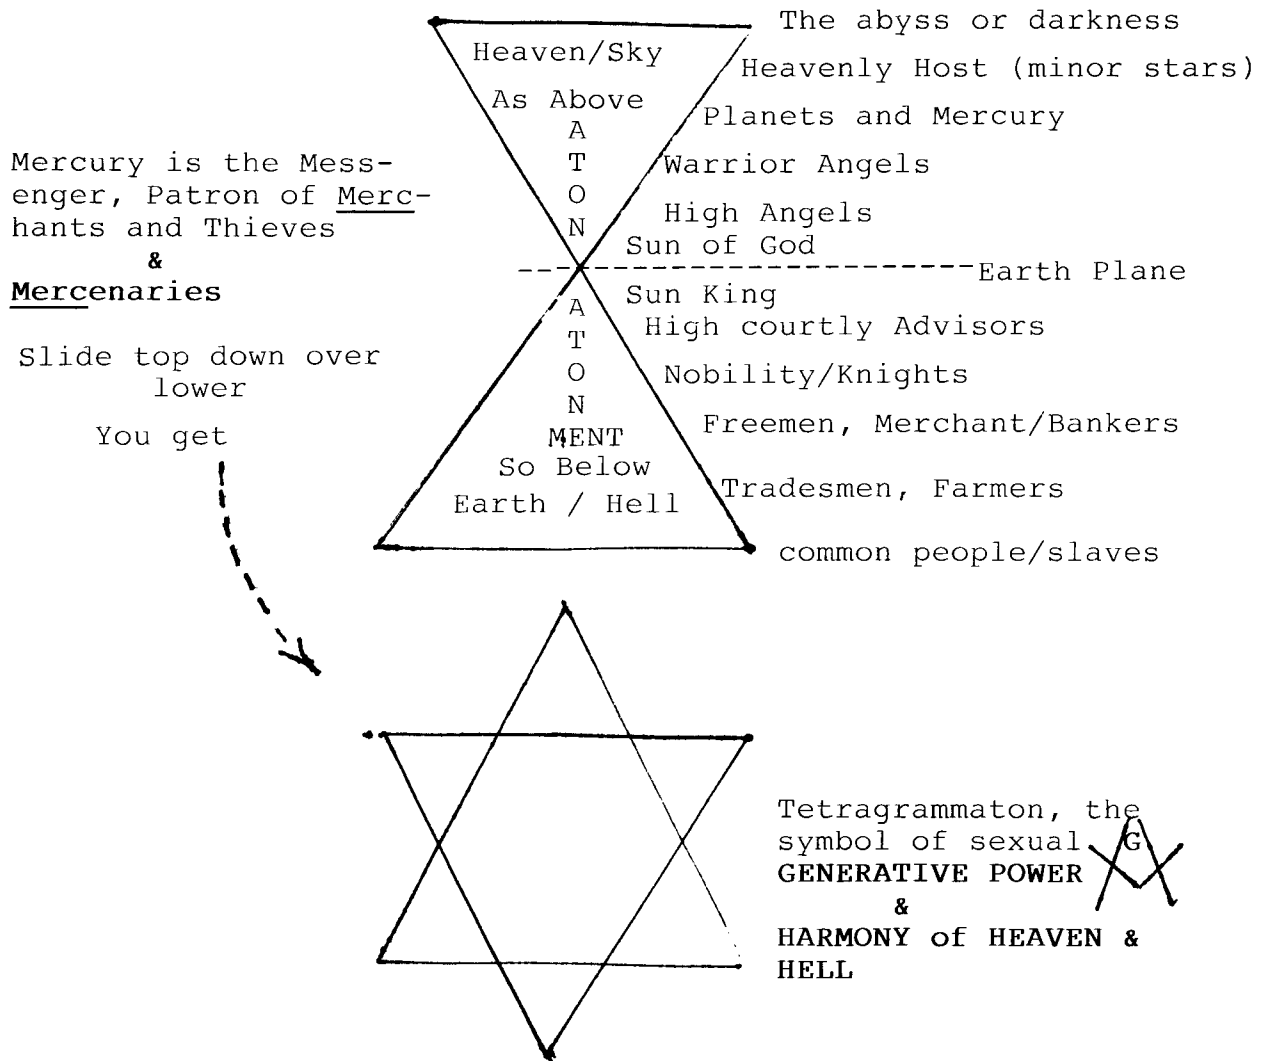 The abyss or darkness
Heaven/Sky
Heavenly Host (minor stars)
As Above
Planets and Mercury
A
T
O
N
Warrior Angels
High Angels
Sun of God
Earth Plane
Mercury is the Mess-
enger, Patron of Merc-
hants and Thieves
&
Mercenaries
Slide top down over
lower
You get
Sun King
High courtly Advisors
A
T
O
N
MENT
Nobility/Knights
Freemen, Merchant/Bankers
So Below
Earth / Hell
Tradesmen, Farmers
common people/slaves
Tetragrammaton, the
symbol of sexual
G
GENERATIVE POWER
&
HARMONY of HEAVEN &
HELL